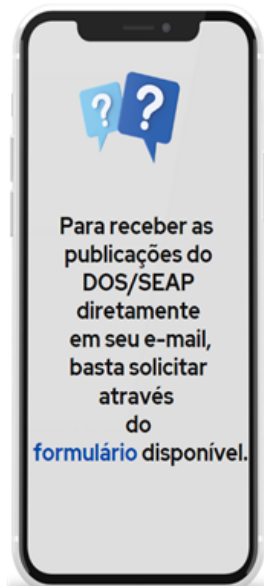 ? ?
Para receber as
publicações do
DOS/SEAP
diretamente
em seu e-mail,
basta solicitar
através
do
formulário disponível.